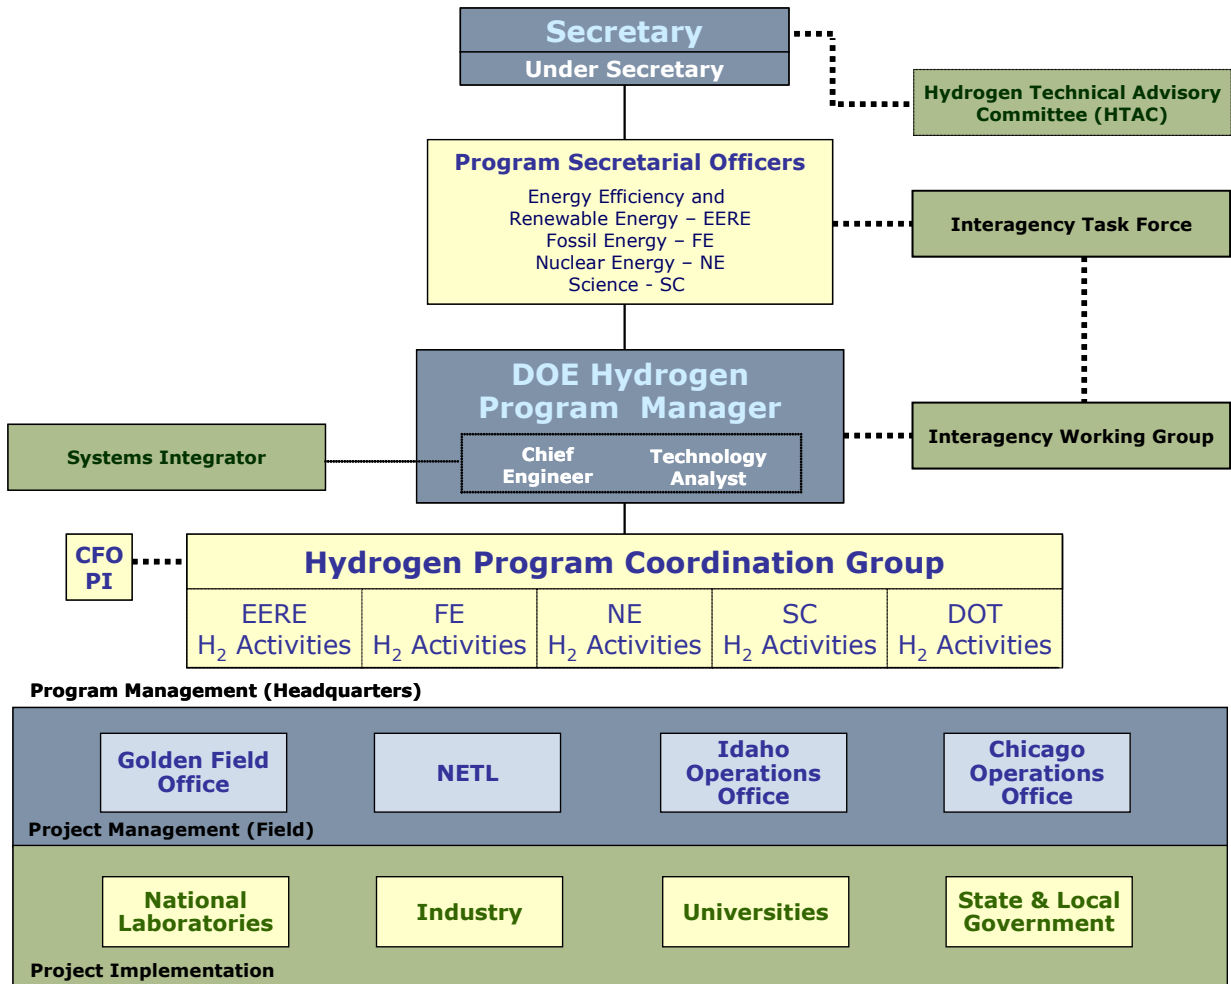 Secretary
Under Secretary
Hydrogen Technical Advisory
Committee (HTAC)
Program Secretarial Officers
Energy Efficiency and
Renewable Energy – EERE
Fossil Energy – FE
Nuclear Energy – NE
Science - SC
Interagency Task Force
DOE Hydrogen
Program Manager
Chief
Engineer
Technology
Analyst
Systems Integrator
Interagency Working Group
CFO
PI
Hydrogen Program Coordination Group
EERE
H₂ Activities
FE
H₂ Activities
NE
H₂ Activities
SC
H₂ Activities
DOT
H₂ Activities
Program Management (Headquarters)
Golden Field
Office
NETL
Idaho
Operations
Office
Chicago
Operations
Office
Project Management (Field)
National
Laboratories
Industry
Universities
State & Local
Government
Project Implementation